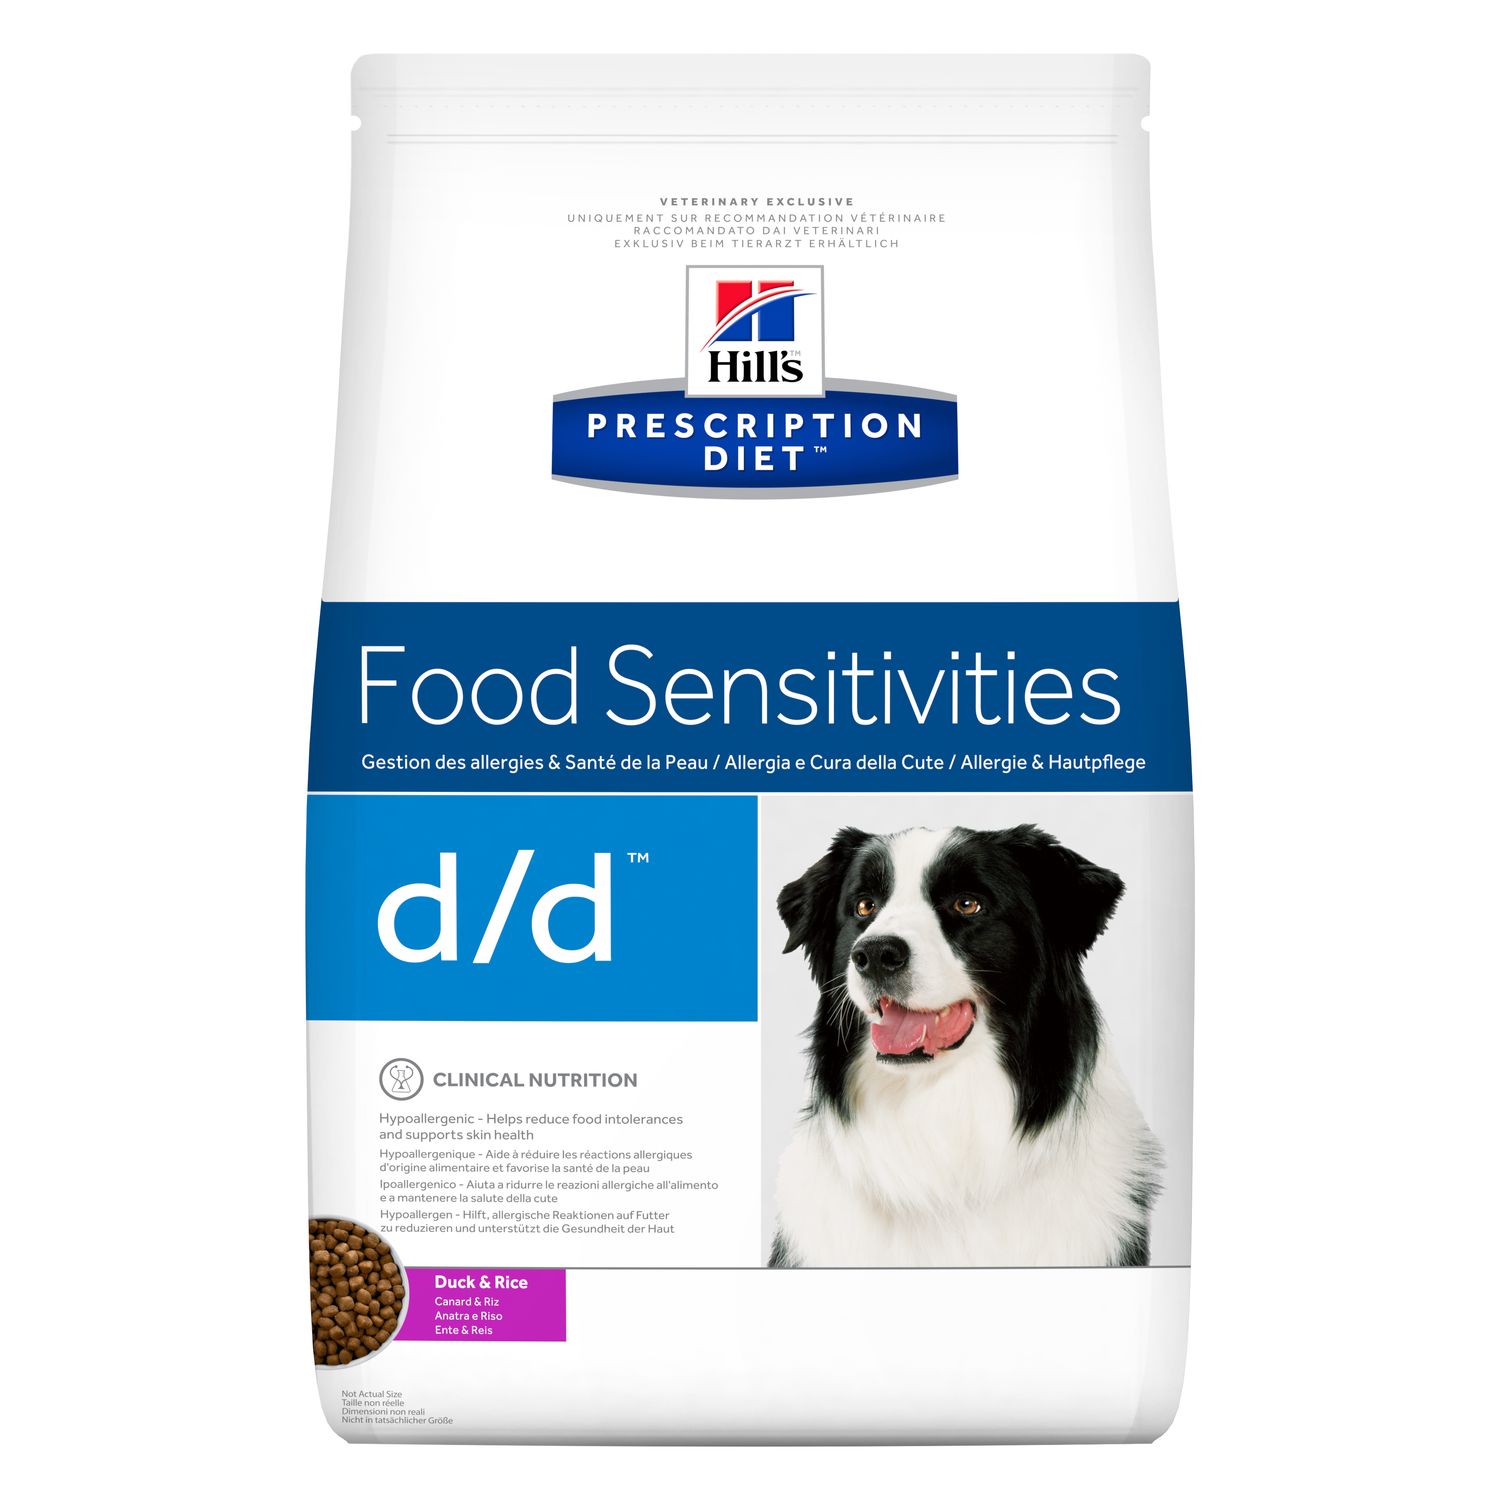 VETERINARY EXCLUSIVE
UNIQUEMENT SUR RECOMMANDATION VÉTÉRINAIRE
RACCOMANDATO DAI VETERINARI
EXKLUSIV BEIM TIERARZT ERHÄLTLICH
Hill's™
PRESCRIPTION
DIET™
Food Sensitivities
Gestion des allergies & Santé de la Peau / Allergia e Cura della Cute / Allergie & Hautpflege
d/d™
CLINICAL NUTRITION
Hypoallergenic - Helps reduce food intolerances
and supports skin health
Hypoallergenique - Aide à réduire les réactions allergiques
d'origine alimentaire et favorise la santé de la peau
Ipoallergenico - Aiuta a ridurre le reazioni allergiche all'alimento
e a mantenere la salute della cute
Hypoallergen - Hilft, allergische Reaktionen auf Futter
zu reduzieren und unterstützt die Gesundheit der Haut
Duck & Rice
Canard & Riz
Anatra e Riso
Ente & Reis
Not Actual Size
Taille non réelle
Dimensioni non reali
Nicht in tatsächlicher Größe